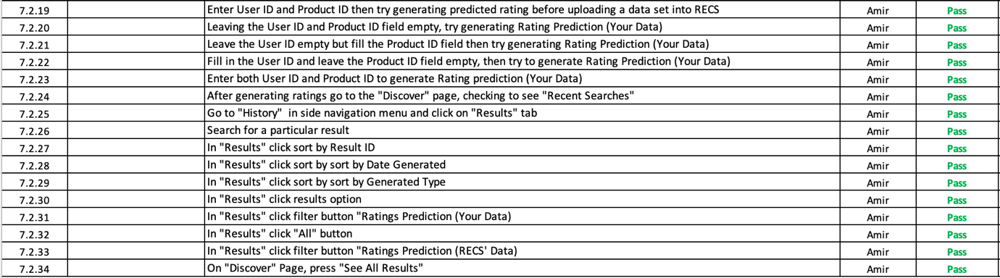 7.2.19 Enter User ID and Product ID then try generating predicted rating before uploading a data set into RECS Amir Pass
7.2.20 Leaving the User ID and Product ID field empty, try generating Rating Prediction (Your Data) Amir Pass
7.2.21 Leave the User ID empty but fill the Product ID field then try generating Rating Prediction (Your Data) Amir Pass
7.2.22 Fill in the User ID and leave the Product ID field empty, then try to generate Rating Prediction (Your Data) Amir Pass
7.2.23 Enter both User ID and Product ID to generate Rating prediction (Your Data) Amir Pass
7.2.24 After generating ratings go to the "Discover" page, checking to see "Recent Searches" Amir Pass
7.2.25 Go to "History"  in side navigation menu and click on "Results" tab Amir Pass
7.2.26 Search for a particular result Amir Pass
7.2.27 In "Results" click sort by Result ID Amir Pass
7.2.28 In "Results" click sort by sort by Date Generated Amir Pass
7.2.29 In "Results" click sort by sort by Generated Type Amir Pass
7.2.30 In "Results" click results option Amir Pass
7.2.31 In "Results" click filter button "Ratings Prediction (Your Data) Amir Pass
7.2.32 In "Results" click "All" button Amir Pass
7.2.33 In "Results" click filter button "Ratings Prediction (RECS' Data) Amir Pass
7.2.34 On "Discover" Page, press "See All Results" Amir Pass